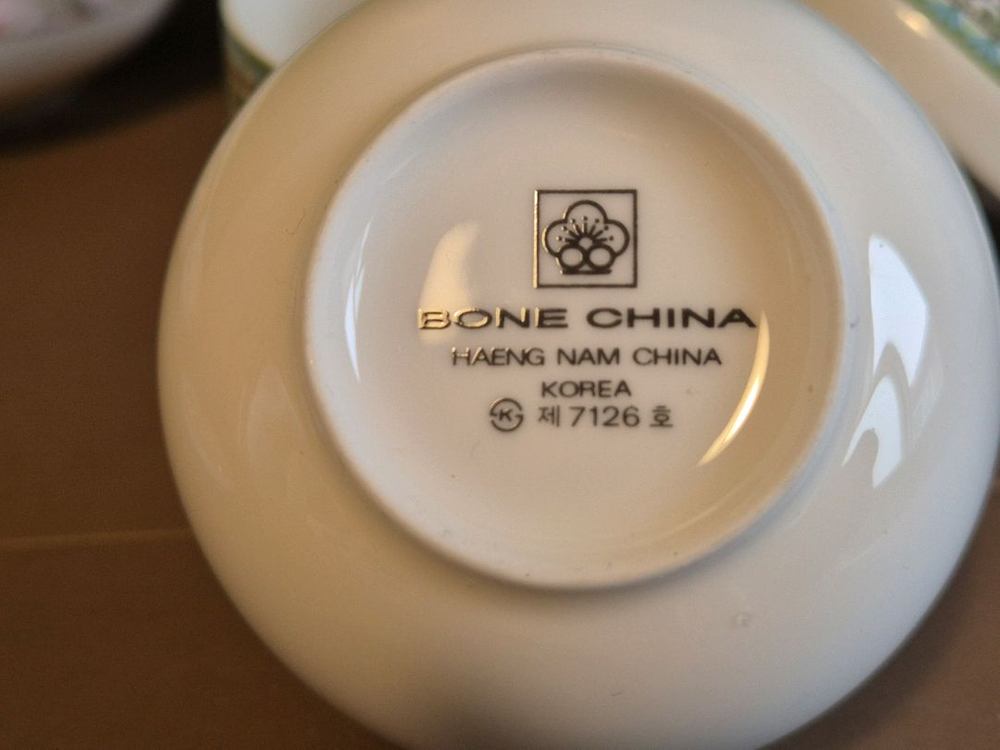 BONE CHINA
HAENG NAM CHINA
KOREA
K 제 7126 호